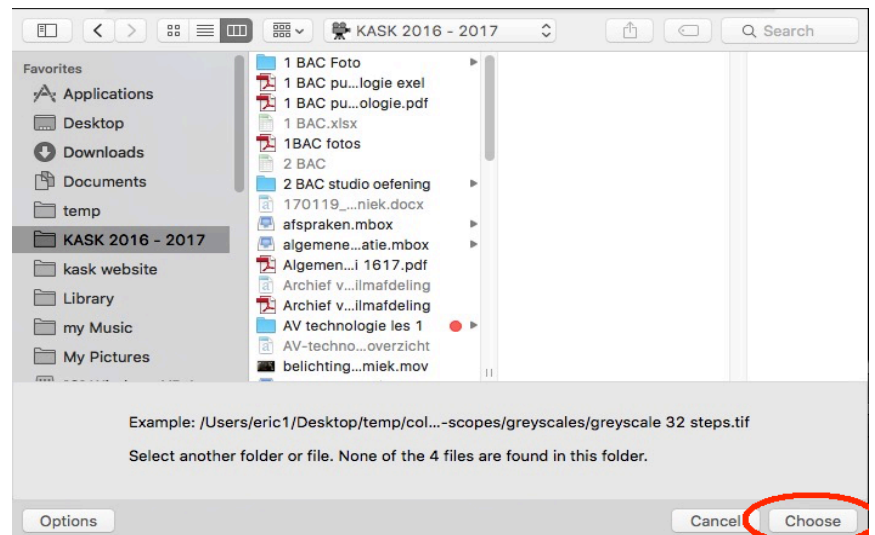 KASK 2016 - 2017
Search
Favorites
Applications
Desktop
Downloads
Documents
temp
KASK 2016 - 2017
kask website
Library
my Music
My Pictures
1 BAC Foto
1 BAC pu...logie exel
1 BAC pu...ologie.pdf
1 BAC.xlsx
1BAC fotos
2 BAC
2 BAC studio oefening
170119_...niek.docx
afspraken.mbox
algemene...atie.mbox
Algemen...i 1617.pdf
Archief v...ilmafdeling
Archief v...ilmafdeling
AV technologie les 1
AV-techno...overzicht
belichting...miek.mov
Example: /Users/eric1/Desktop/temp/col...-scopes/greyscales/greyscale 32 steps.tif
Select another folder or file. None of the 4 files are found in this folder.
Options
Cancel
Choose